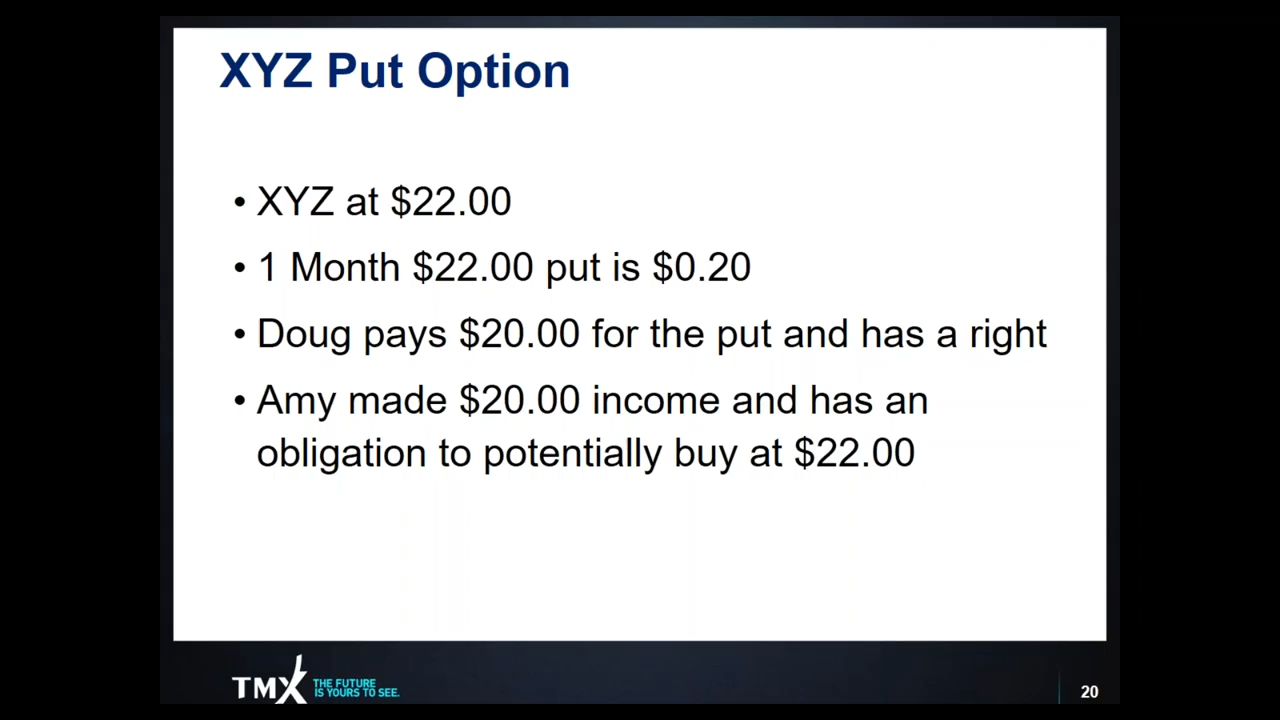 XYZ Put Option
• XYZ at $22.00
• 1 Month $22.00 put is $0.20
• Doug pays $20.00 for the put and has a right
• Amy made $20.00 income and has an
obligation to potentially buy at $22.00
TMX
THE FUTURE
IS YOURS TO SEE.
20